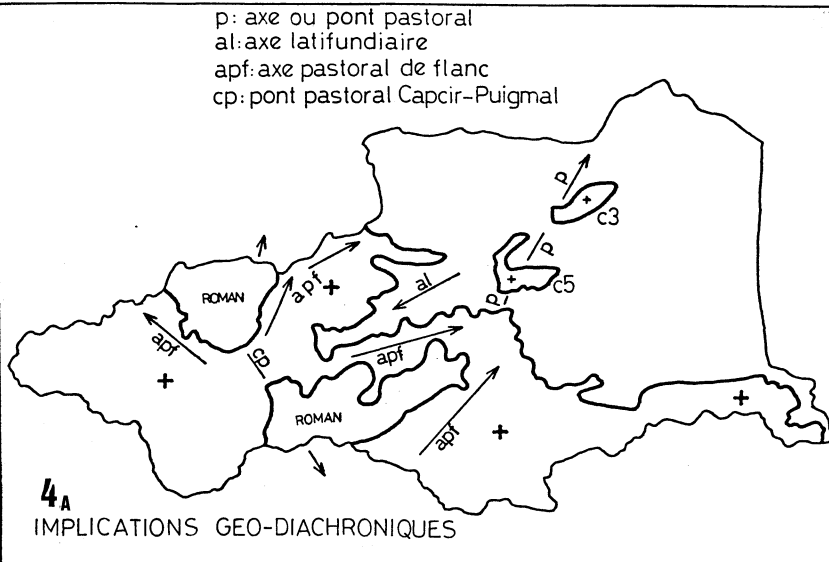 p: axe ou pont pastoral
al: axe latifundiaire
apf: axe pastoral de flanc
cp: pont pastoral Capcir-Puigmal
p
c3
p
ROMAN
apf
al
c5
p
apf
cp
apf
ROMAN
apf
4A
IMPLICATIONS GEO-DIACHRONIQUES